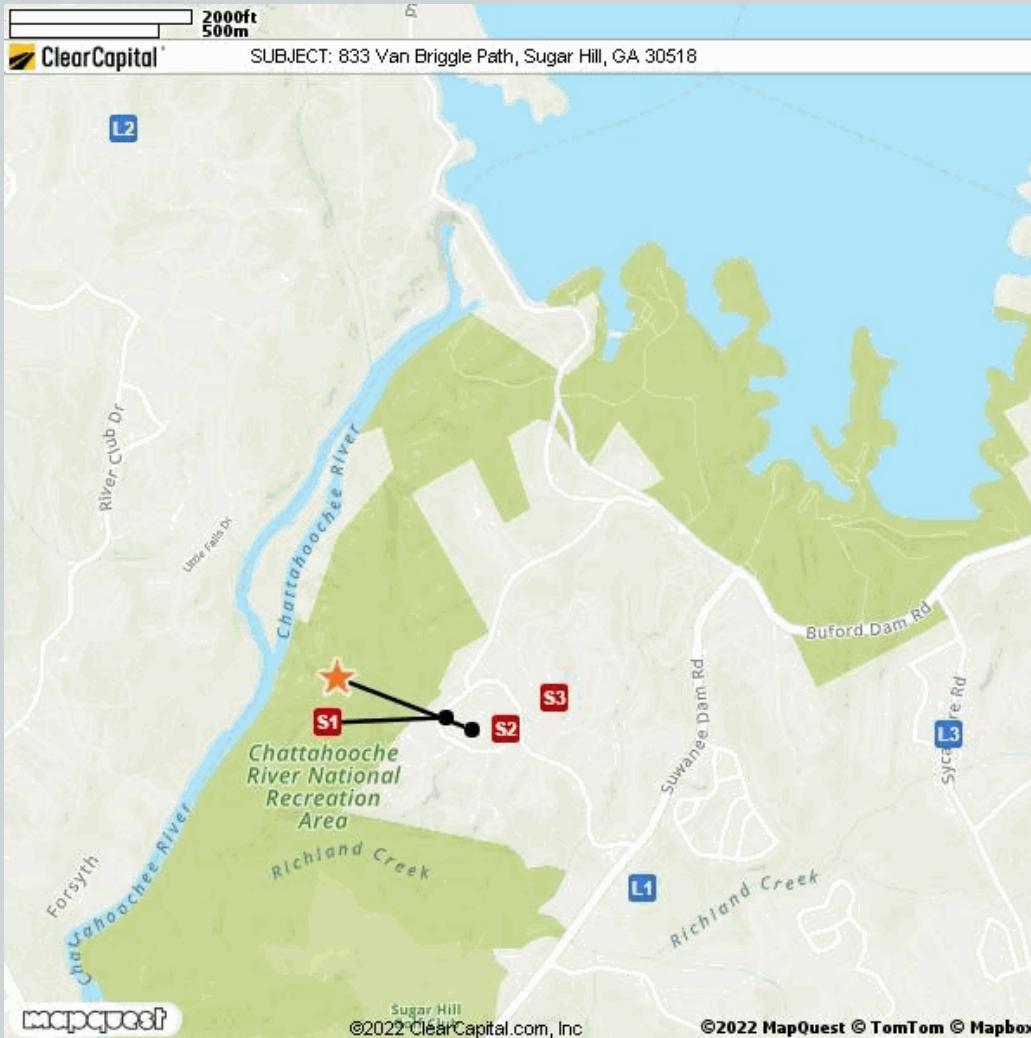 2000ft
500m
ClearCapital
SUBJECT: 833 Van Briggle Path, Sugar Hill, GA 30518
L2
River Club Dr
Chattahoochee River
Little Falls Dr
Buford Dam Rd
S3
S1
S2
Suwanee Dam Rd
L3
Chattahooche
River National
Recreation
Area
Richland Creek
Forsyth
Chattahoochee River
L1
Richland Creek
Sugar Hill
mapquest
©2022 ClearCapital.com, Inc
©2022 MapQuest © TomTom © Mapbox